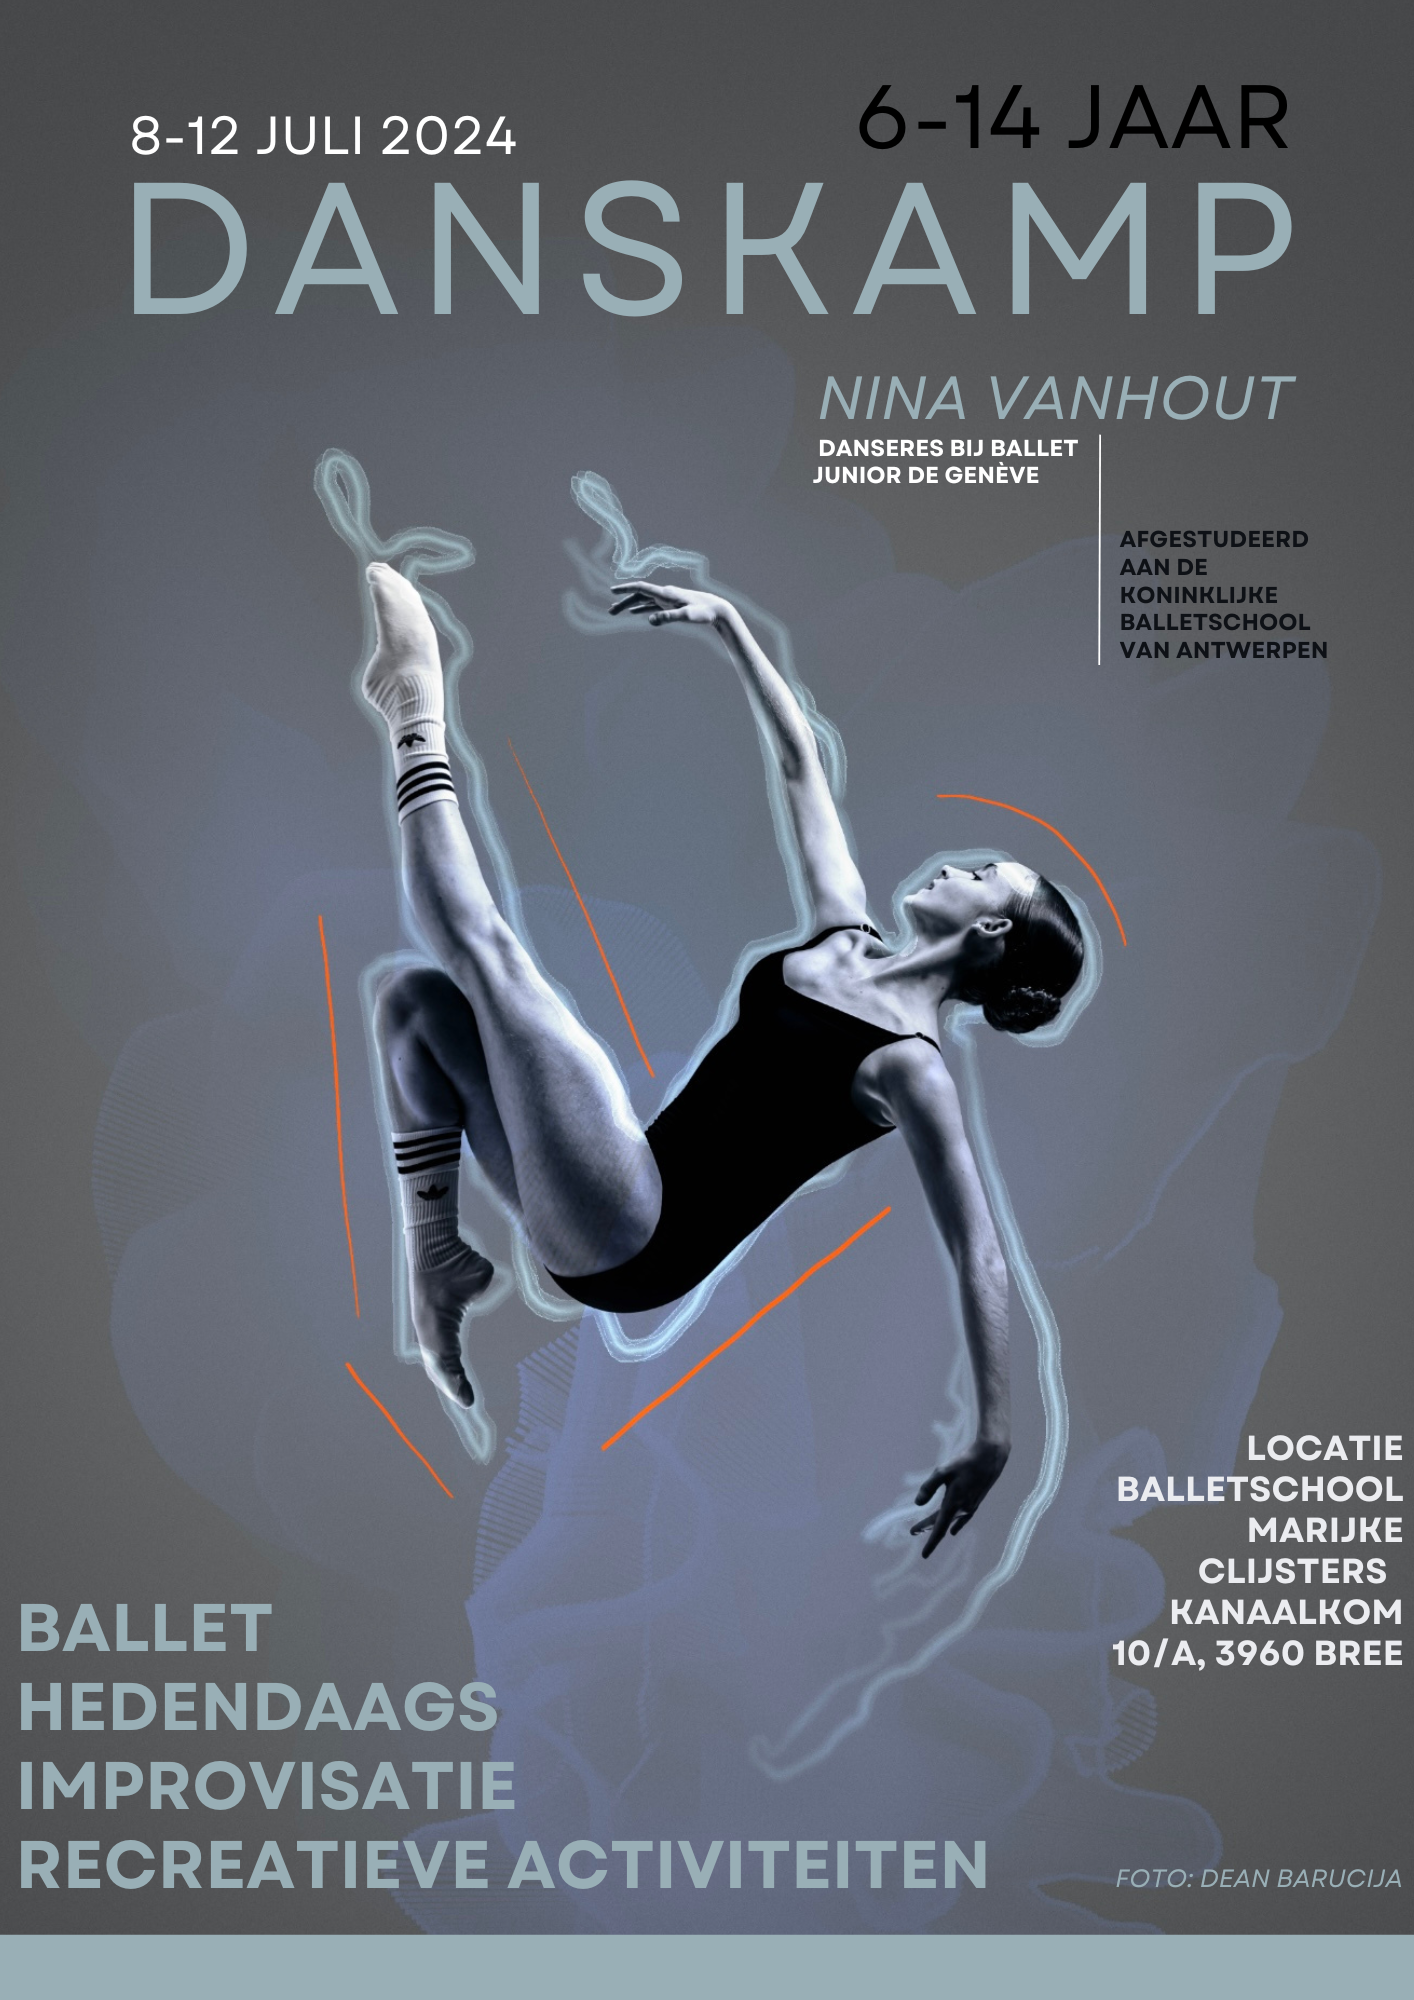 8-12 JULI 2024
6-14 JAAR
DANSKAMP
NINA VANHOUT
DANSERES BIJ BALLET
JUNIOR DE GENÈVE
AFGESTUDEERD
AAN DE
KONINKLIJKE
BALLETSCHOOL
VAN ANTWERPEN
LOCATIE
BALLETSCHOOL
MARIJKE
CLIJSTERS
KANAALKOM
10/A, 3960 BREE
BALLET
HEDENDAAGS
IMPROVISATIE
RECREATIEVE ACTIVITEITEN
FOTO: DEAN BARUCIJA